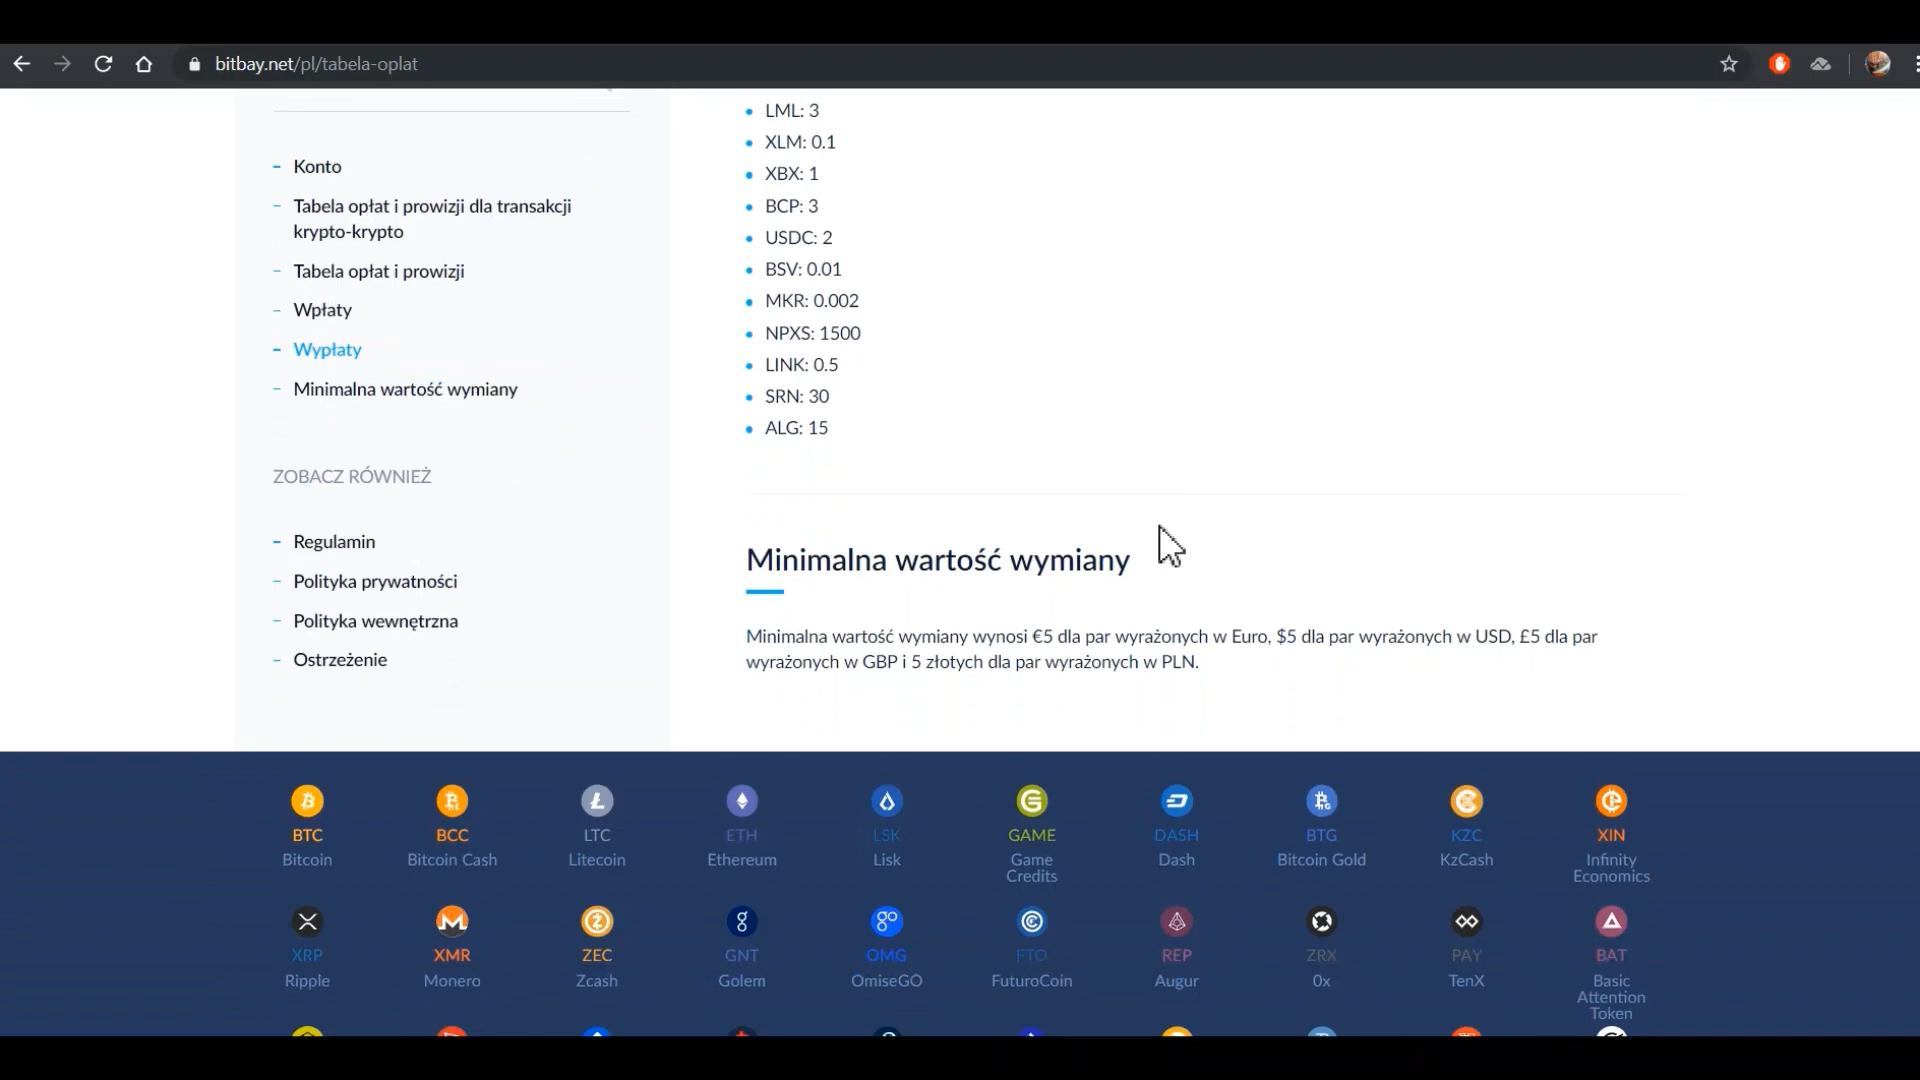 bitbay.net/pl/tabela-oplat
Konto
Tabela opłat i prowizji dla transakcji
krypto-krypto
Tabela opłat i prowizji
Wpłaty
Wypłaty
Minimalna wartość wymiany
ZOBACZ RÓWNIEŻ
Regulamin
Polityka prywatności
Polityka wewnętrzna
Ostrzeżenie
LML: 3
XLM: 0.1
XBX: 1
BCP: 3
USDC: 2
BSV: 0.01
MKR: 0.002
NPXS: 1500
LINK: 0.5
SRN: 30
ALG: 15
Minimalna wartość wymiany
Minimalna wartość wymiany wynosi €5 dla par wyrażonych w Euro, $5 dla par wyrażonych w USD, £5 dla par
wyrażonych w GBP i 5 złotych dla par wyrażonych w PLN.
BTC BCC LTC ETH LSK GAME DASH BTG KZC XIN
Bitcoin Bitcoin Cash Litecoin Ethereum Lisk Game Dash Bitcoin Gold KzCash Infinity
Credits Economics
XRP XMR ZEC GNT OMG FTO REP ZRX PAY BAT
Ripple Monero Zcash Golem OmiseGO FuturoCoin Augur 0x TenX Basic
Attention
Token